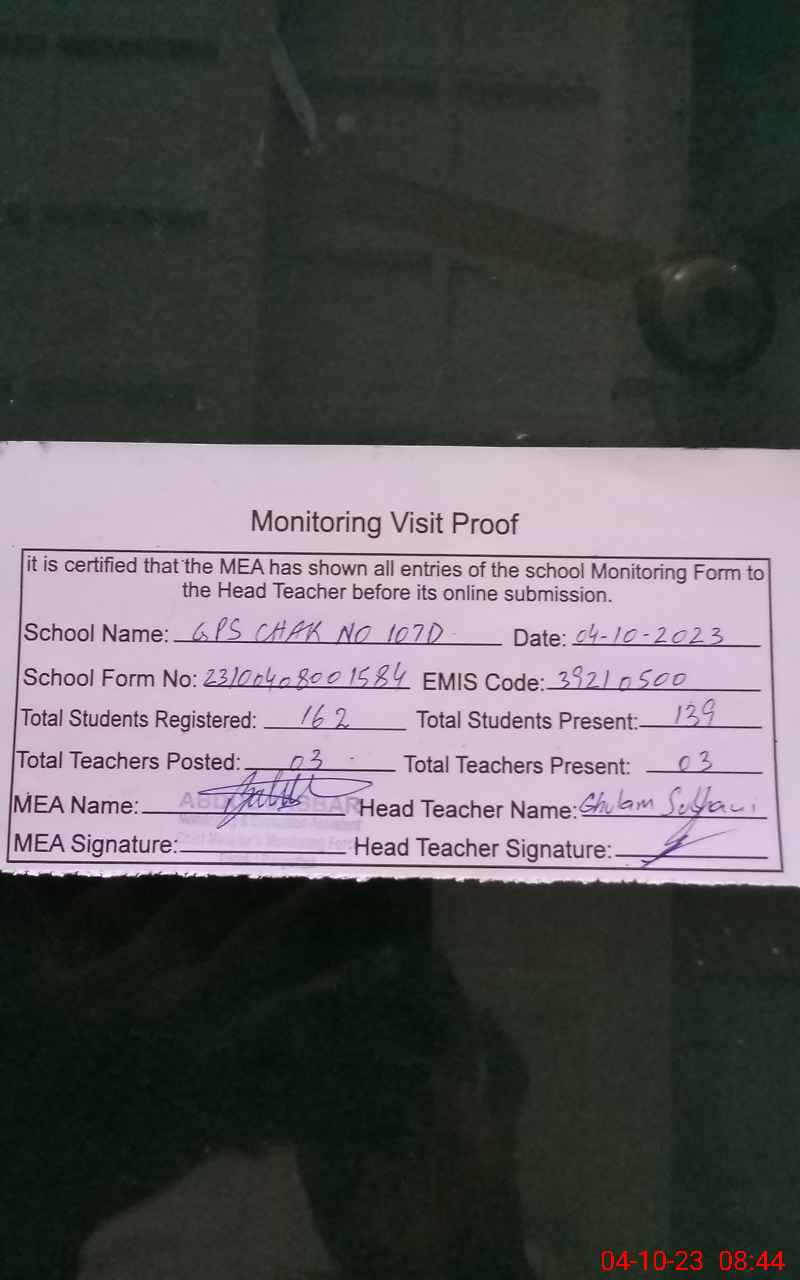 Monitoring Visit Proof
it is certified that the MEA has shown all entries of the school Monitoring Form to
the Head Teacher before its online submission.
School Name: GPS CHAK NO 107D Date: 04-10-2023
School Form No: 23100408001584 EMIS Code: 39210500
Total Students Registered: 162 Total Students Present: 139
Total Teachers Posted: 03 Total Teachers Present: 03
MEA Name: Head Teacher Name: Ghulam
MEA Signature: Head Teacher Signature:
04-10-23 08:44